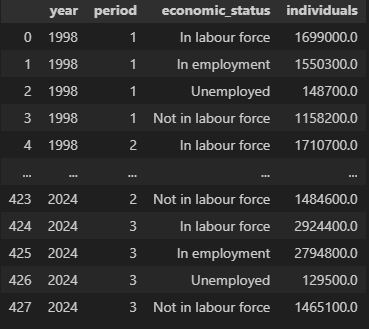 year period economic_status individuals
0 1998 1 In labour force 1699000.0
1 1998 1 In employment 1550300.0
2 1998 1 Unemployed 148700.0
3 1998 1 Not in labour force 1158200.0
4 1998 2 In labour force 1710700.0
... ... ... ... ...
423 2024 2 Not in labour force 1484600.0
424 2024 3 In labour force 2924400.0
425 2024 3 In employment 2794800.0
426 2024 3 Unemployed 129500.0
427 2024 3 Not in labour force 1465100.0